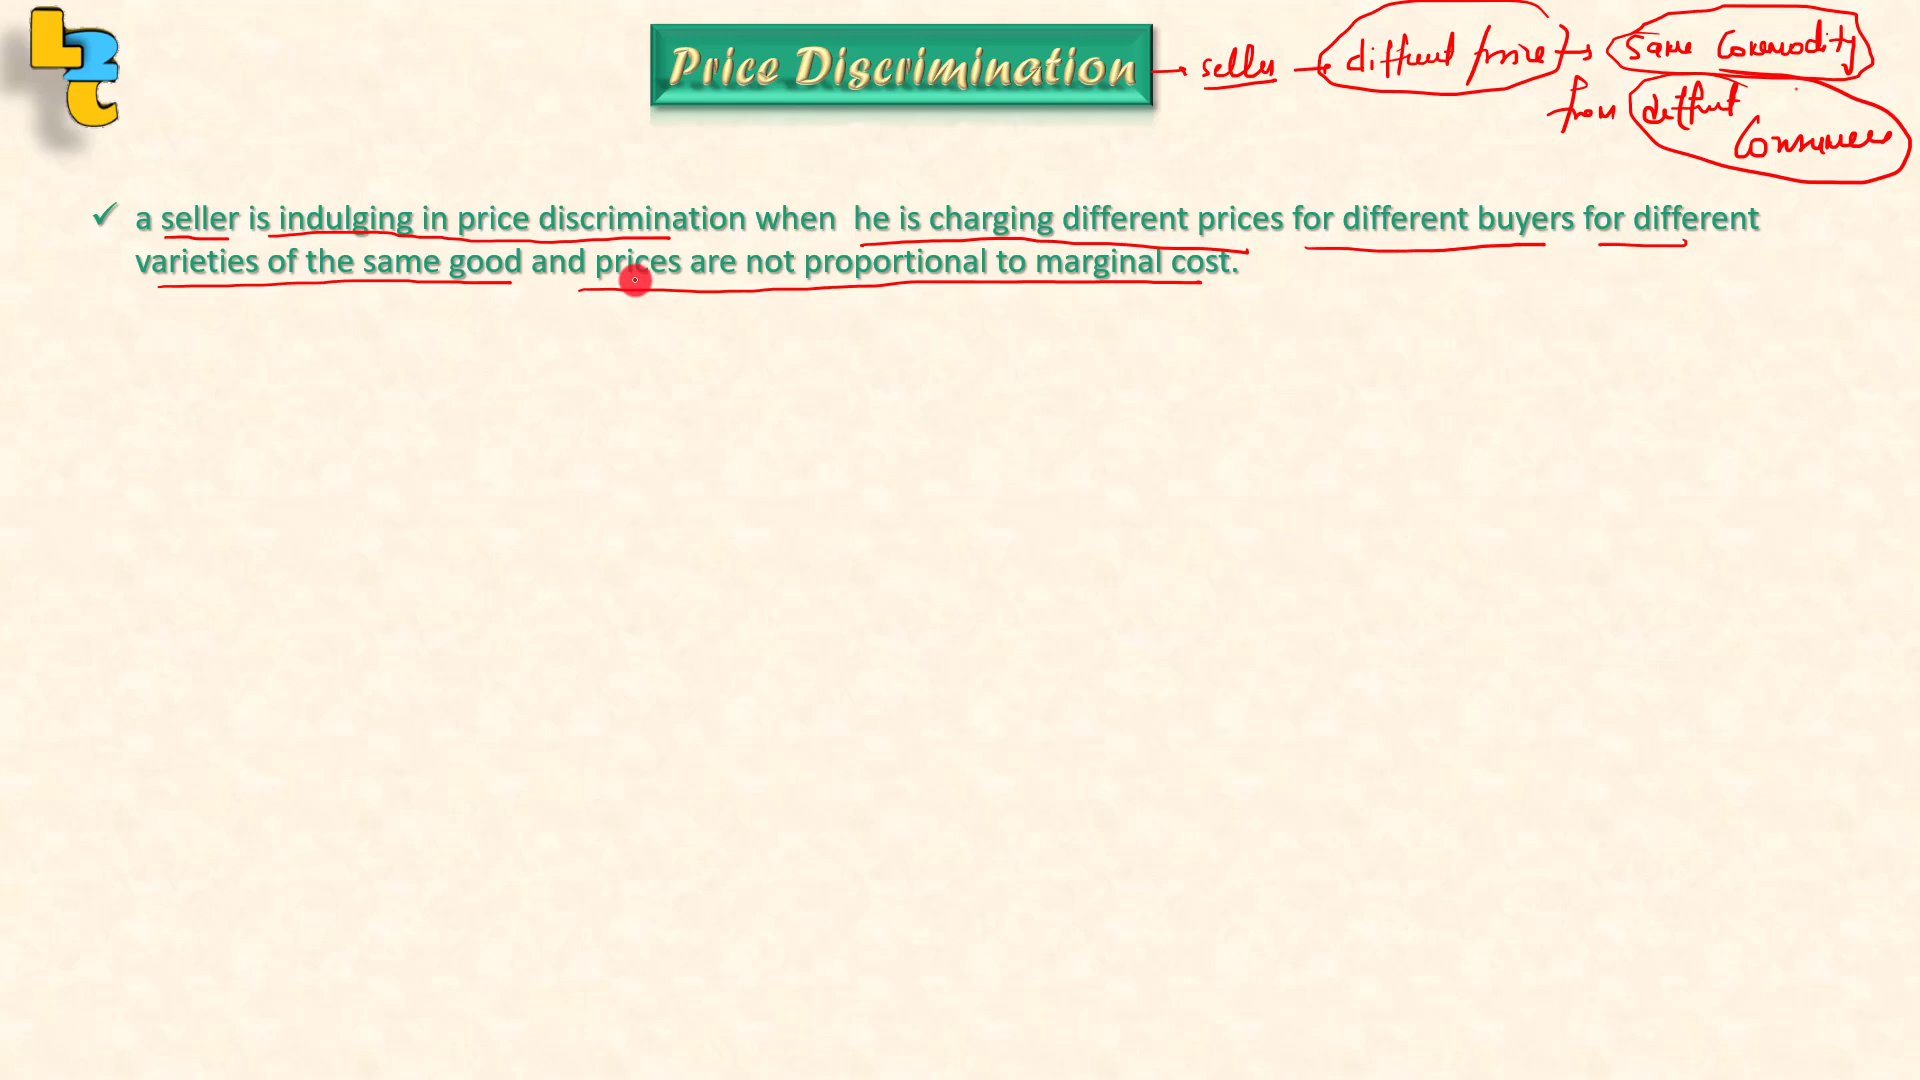 L2C
Price Discrimination → seller → different price → same commodity
from different
Consumers
✓ a seller is indulging in price discrimination when he is charging different prices for different buyers for different
varieties of the same good and prices are not proportional to marginal cost.